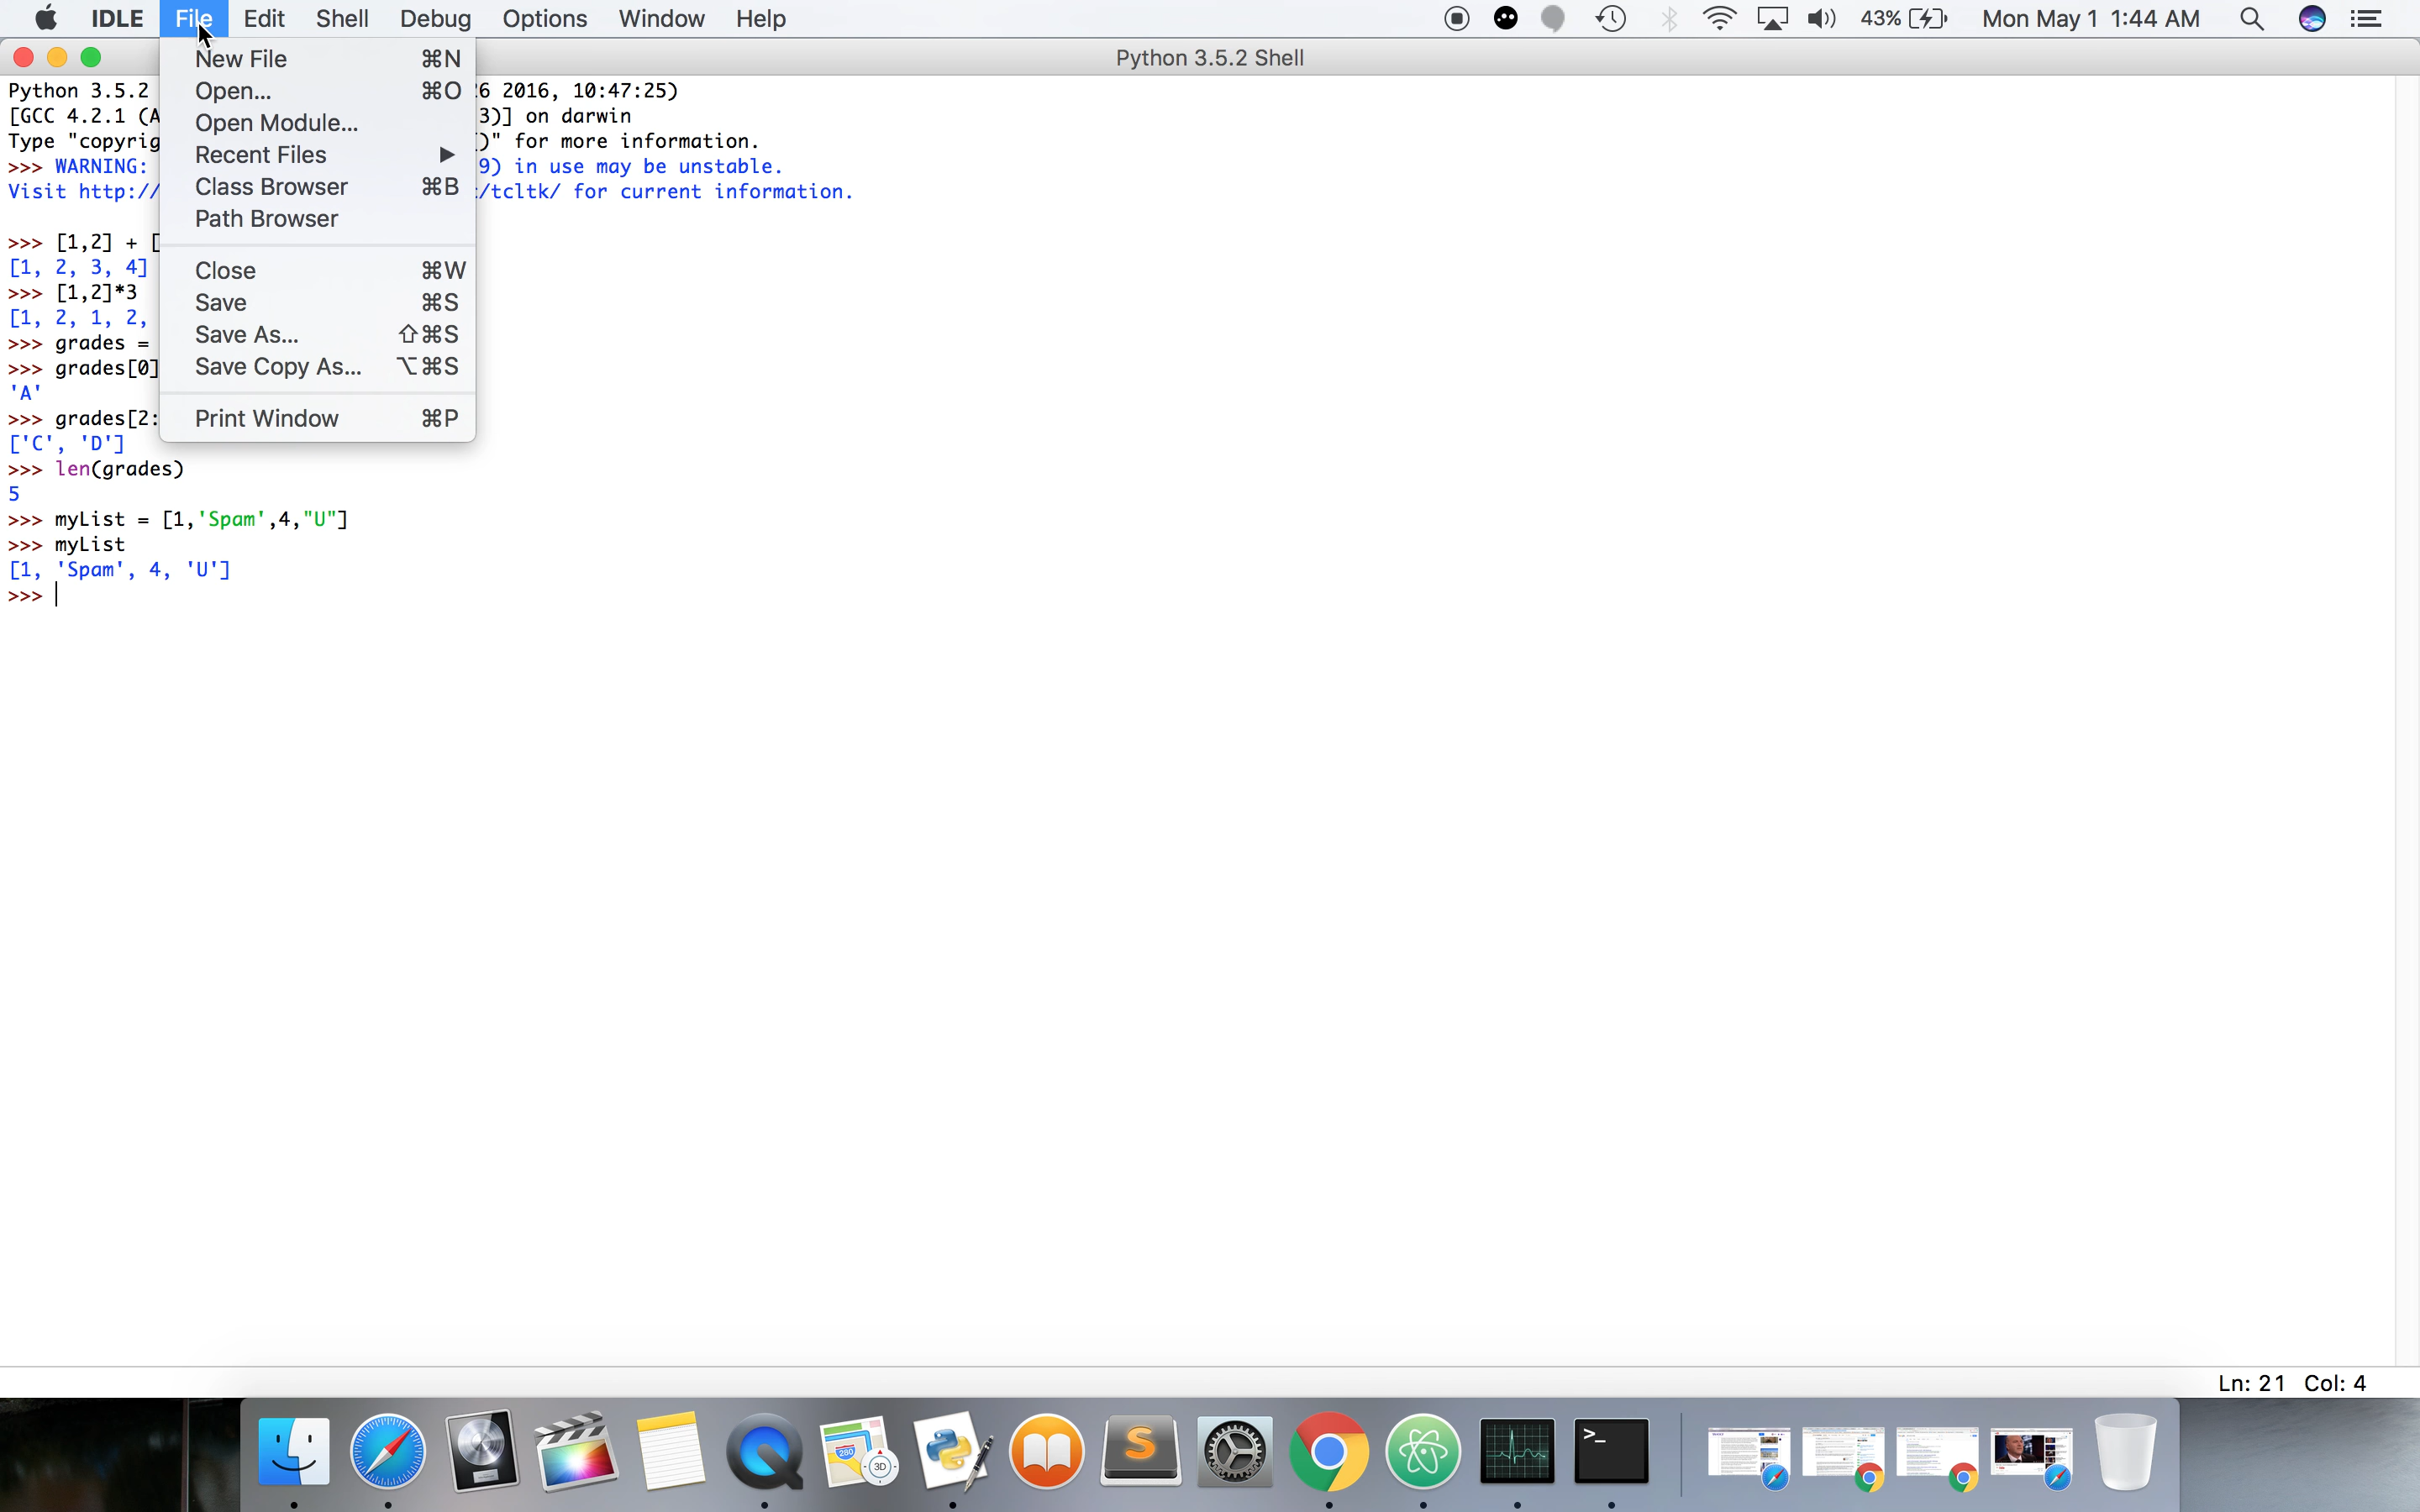 IDLE File Edit Shell Debug Options Window Help 43% Mon May 1 1:44 AM
Python 3.5.2 Shell
New File ⌘N
Open... ⌘O
Open Module...
Recent Files ▶
Class Browser ⌘B
Path Browser
Close ⌘W
Save ⌘S
Save As... ⇧⌘S
Save Copy As... ⌥⌘S
Print Window ⌘P
Python 3.5.2 6 2016, 10:47:25)
[GCC 4.2.1 (A 3)] on darwin
Type "copyrig )" for more information.
>>> WARNING: 9) in use may be unstable.
Visit http:// /tcltk/ for current information.
>>> [1,2] + [
[1, 2, 3, 4]
>>> [1,2]*3
[1, 2, 1, 2,
>>> grades =
>>> grades[0]
'A'
>>> grades[2:
['C', 'D']
>>> len(grades)
5
>>> myList = [1,'Spam',4,"U"]
>>> myList
[1, 'Spam', 4, 'U']
>>>
Ln: 21 Col: 4
280
3D
S
>_